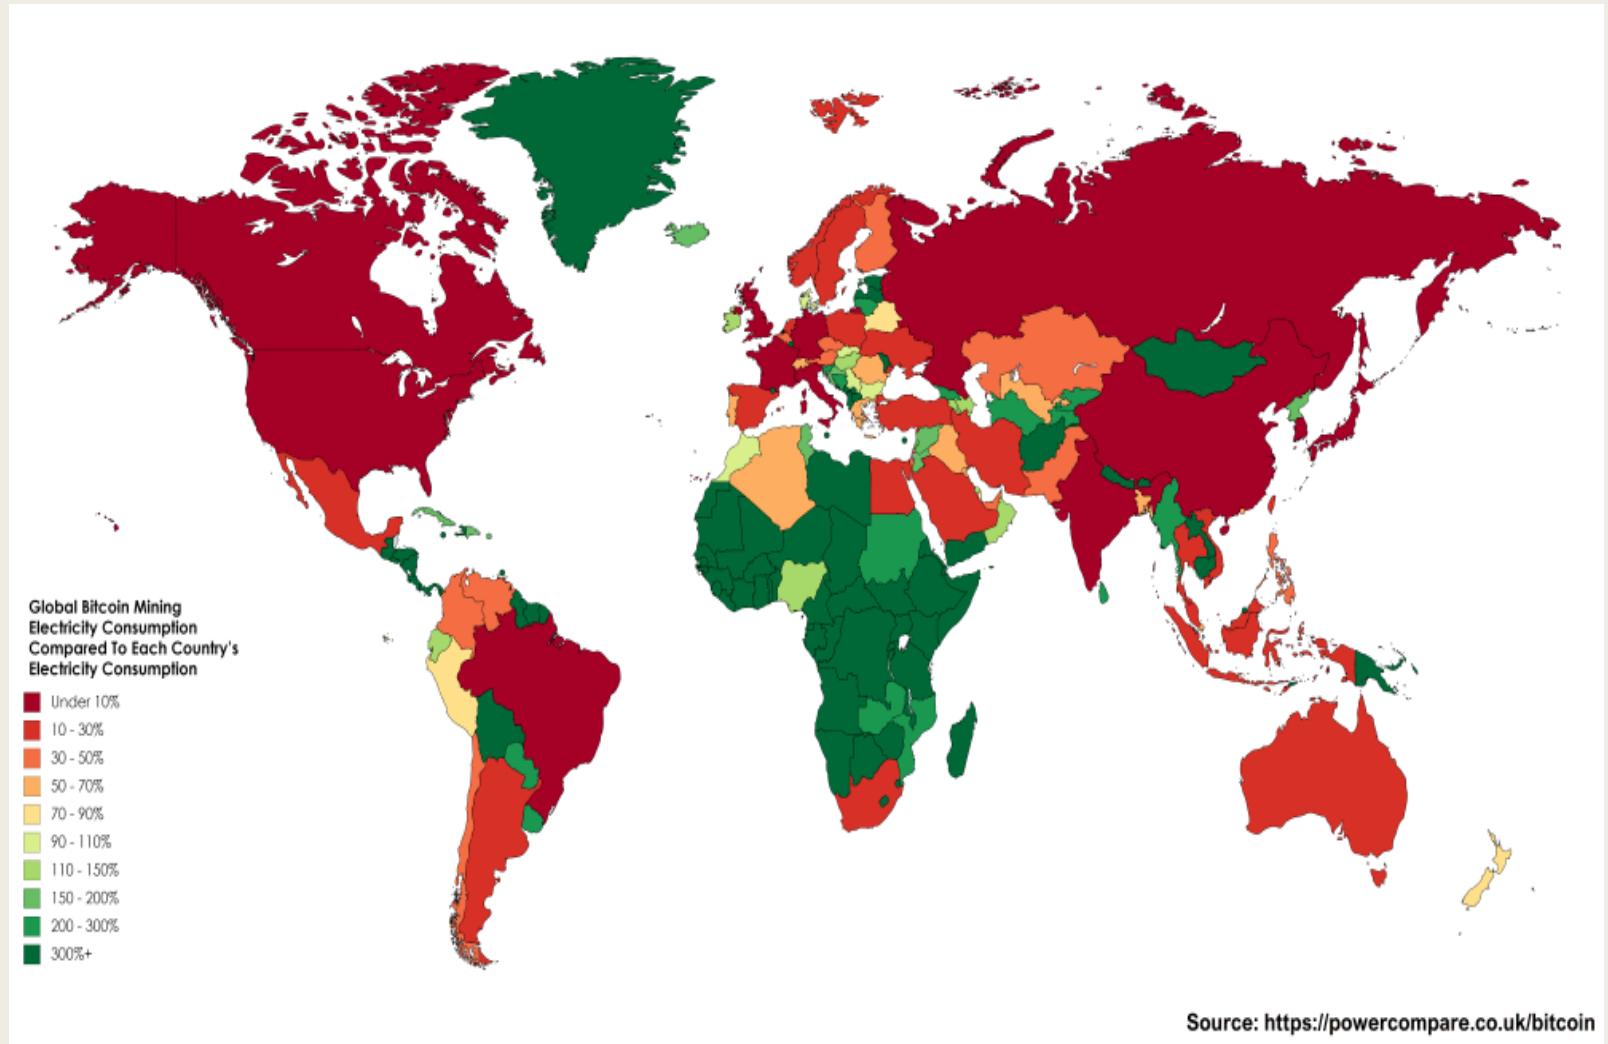 Global Bitcoin Mining
Electricity Consumption
Compared To Each Country's
Electricity Consumption
Under 10%
10 - 30%
30 - 50%
50 - 70%
70 - 90%
90 - 110%
110 - 150%
150 - 200%
200 - 300%
300%+
Source: https://powercompare.co.uk/bitcoin